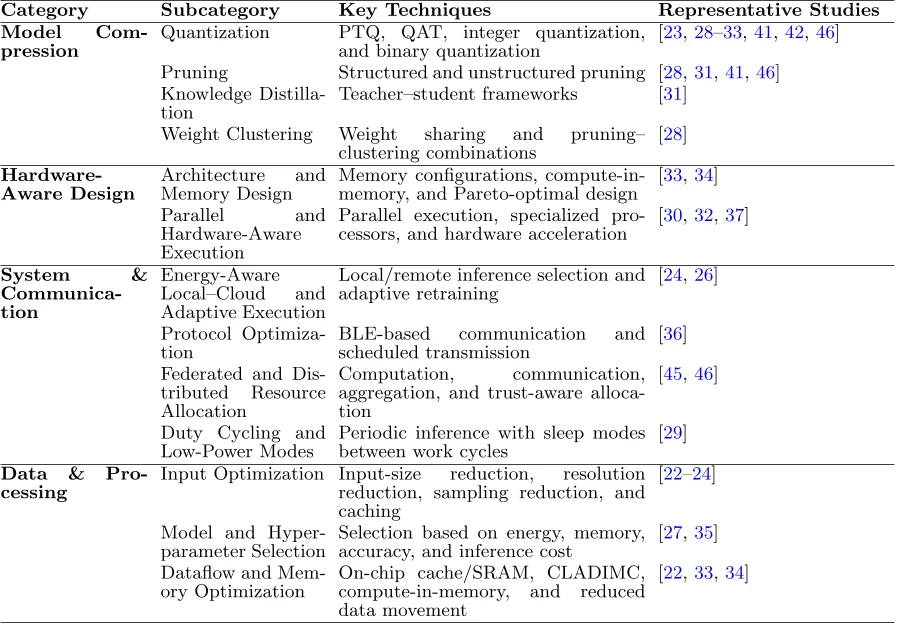 Category Subcategory Key Techniques Representative Studies
Model Com- Quantization PTQ, QAT, integer quantization, [23, 28–33, 41, 42, 46]
pression and binary quantization
Pruning Structured and unstructured pruning [28, 31, 41, 46]
Knowledge Distilla- Teacher–student frameworks [31]
tion
Weight Clustering Weight sharing and pruning– [28]
clustering combinations
Hardware- Architecture and Memory configurations, compute-in- [33, 34]
Aware Design Memory Design memory, and Pareto-optimal design
Parallel and Parallel execution, specialized pro- [30, 32, 37]
Hardware-Aware cessors, and hardware acceleration
Execution
System & Energy-Aware Local/remote inference selection and [24, 26]
Communica- Local–Cloud and adaptive retraining
tion Adaptive Execution
Protocol Optimiza- BLE-based communication and [36]
tion scheduled transmission
Federated and Dis- Computation, communication, [45, 46]
tributed Resource aggregation, and trust-aware alloca-
Allocation tion
Duty Cycling and Periodic inference with sleep modes [29]
Low-Power Modes between work cycles
Data & Pro- Input Optimization Input-size reduction, resolution [22–24]
cessing reduction, sampling reduction, and
caching
Model and Hyper- Selection based on energy, memory, [27, 35]
parameter Selection accuracy, and inference cost
Dataflow and Mem- On-chip cache/SRAM, CLADIMC, [22, 33, 34]
ory Optimization compute-in-memory, and reduced
data movement